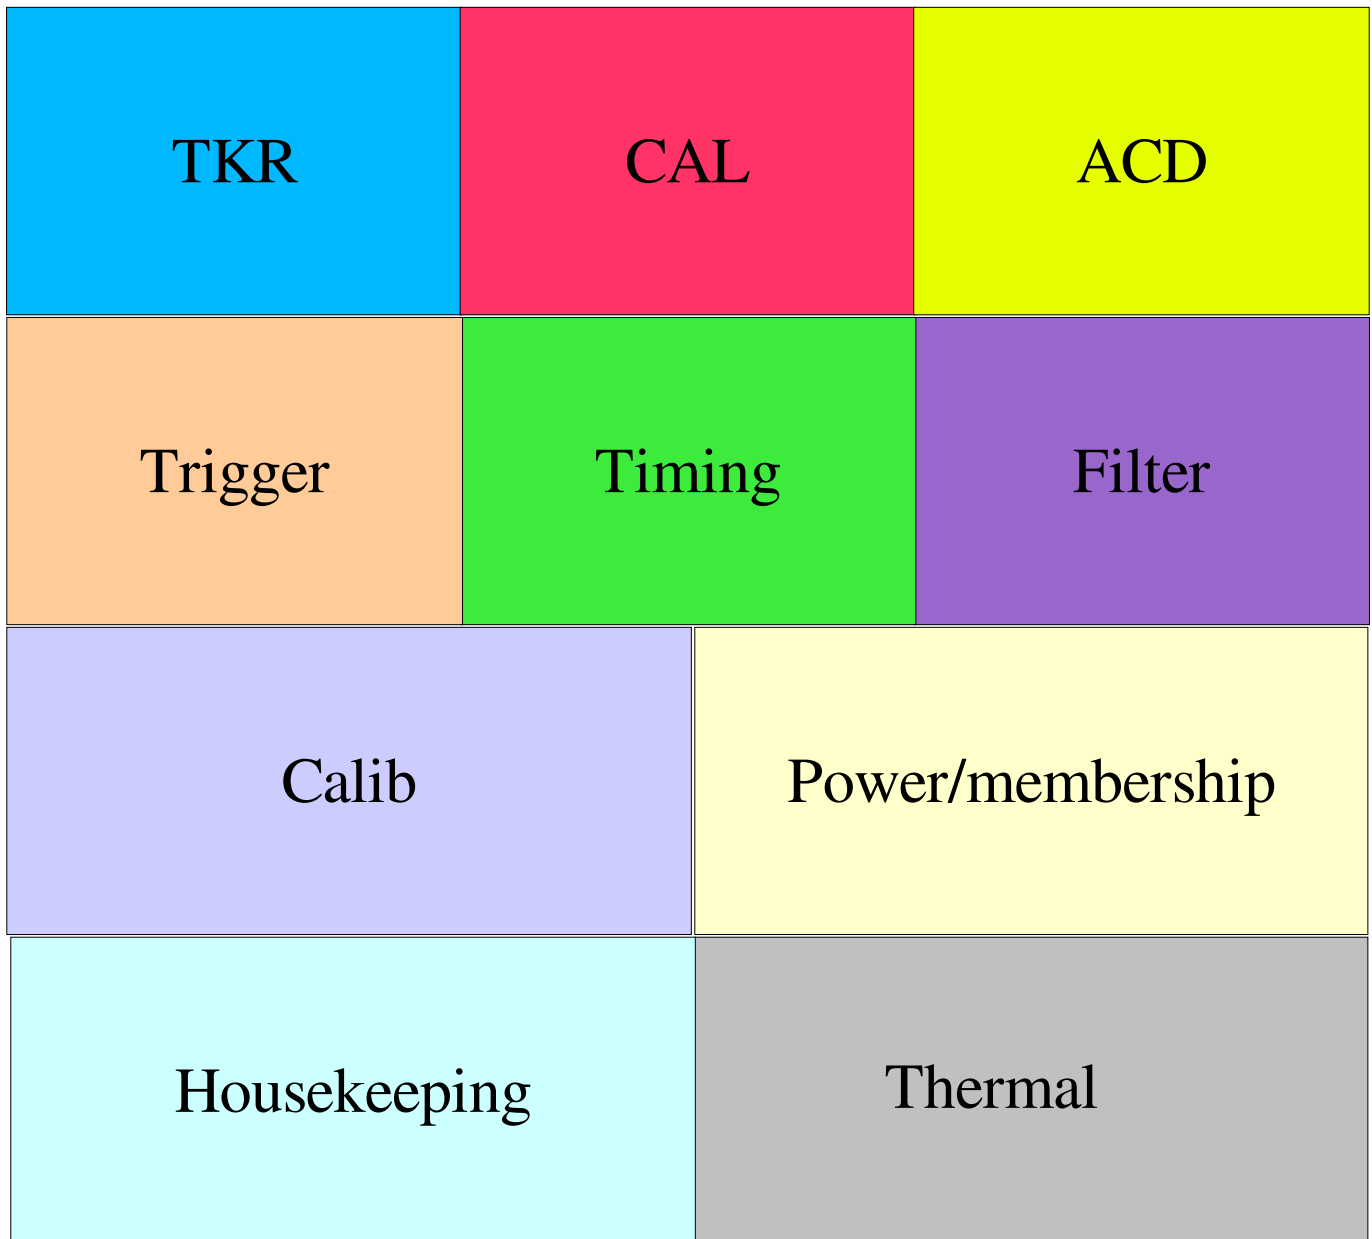 TKR
CAL
ACD
Trigger
Timing
Filter
Calib
Power/membership
Housekeeping
Thermal